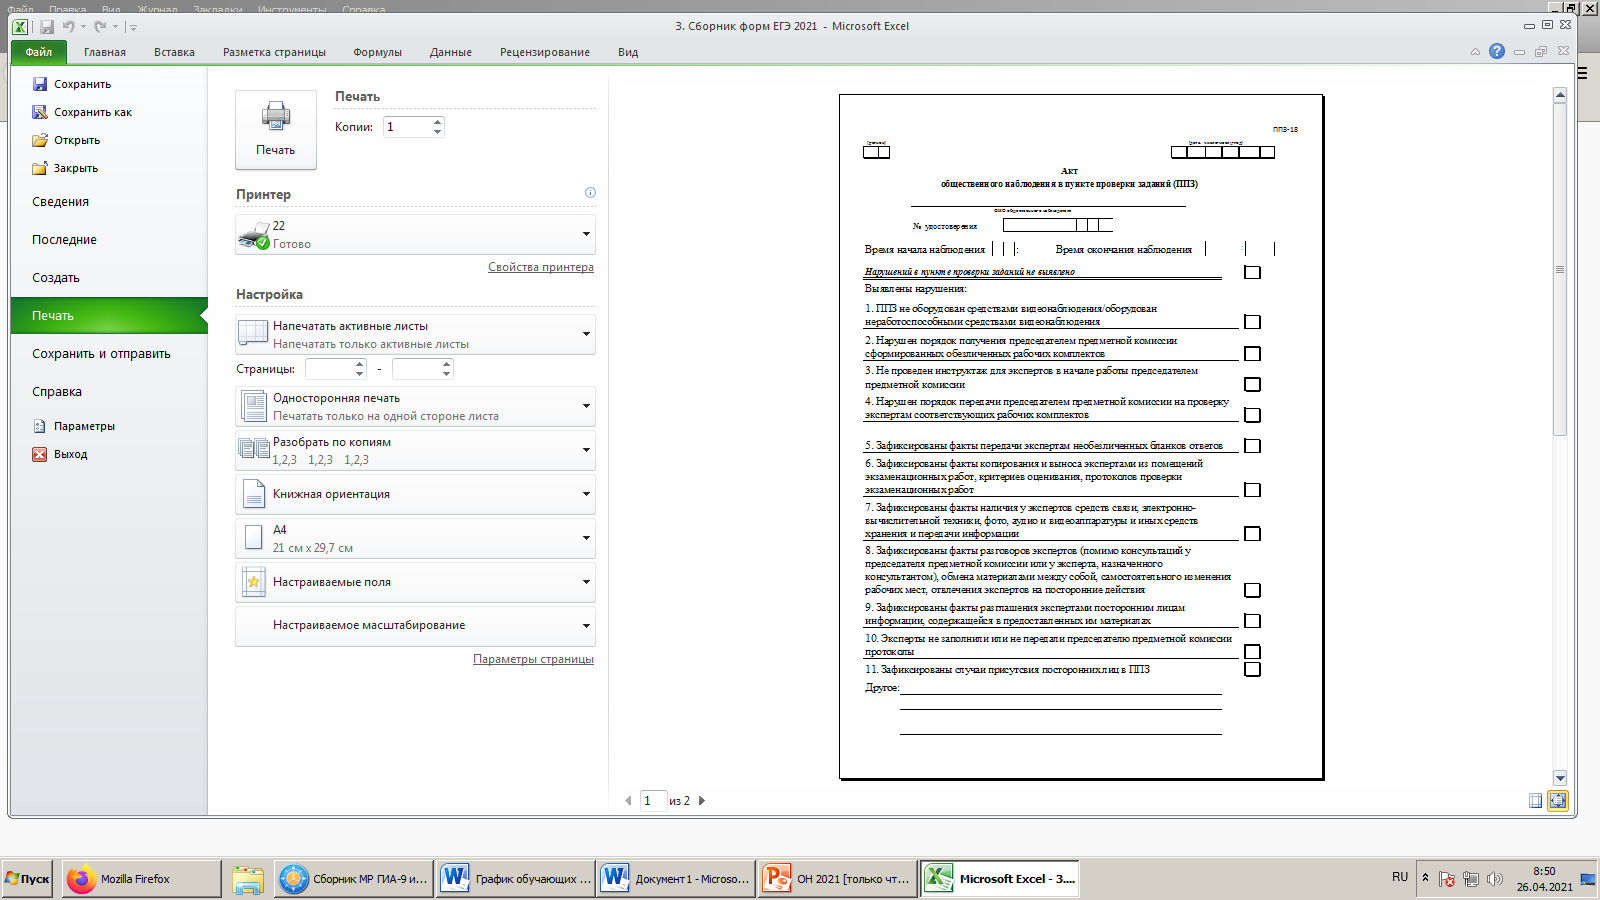 Файл Правка Вид Журнал Закладки Инструменты Справка
3. Сборник форм ЕГЭ 2021 - Microsoft Excel
Файл Главная Вставка Разметка страницы Формулы Данные Рецензирование Вид
Сохранить
Сохранить как
Открыть
Закрыть
Сведения
Последние
Создать
Печать
Сохранить и отправить
Справка
Параметры
Выход
Печать
Печать
Копии: 1
Принтер
22
Готово
Свойства принтера
Настройка
Напечатать активные листы
Напечатать только активные листы
Страницы: -
Односторонняя печать
Печатать только на одной стороне листа
Разобрать по копиям
1,2,3 1,2,3 1,2,3
Книжная ориентация
А4
21 см x 29,7 см
Настраиваемые поля
Настраиваемое масштабирование
Параметры страницы
ППЗ-18
Акт
общественного наблюдения в пункте проверки заданий (ППЗ)
ФИО общественного наблюдателя
№ удостоверения
Время начала наблюдения : Время окончания наблюдения :
Нарушений в пункте проверки заданий не выявлено
Выявлены нарушения:
1. ППЗ не оборудован средствами видеонаблюдения/оборудован
неработоспособными средствами видеонаблюдения
2. Нарушен порядок получения председателем предметной комиссии
сформированных обезличенных рабочих комплектов
3. Не проведен инструктаж для экспертов в начале работы председателем
предметной комиссии
4. Нарушен порядок передачи председателем предметной комиссии на проверку
экспертам соответствующих рабочих комплектов
5. Зафиксированы факты передачи экспертам необезличенных бланков ответов
6. Зафиксированы факты копирования и выноса экспертами из помещений
экзаменационных работ, критериев оценивания, протоколов проверки
экзаменационных работ
7. Зафиксированы факты наличия у экспертов средств связи, электронно-
вычислительной техники, фото, аудио и видеоаппаратуры и иных средств
хранения и передачи информации
8. Зафиксированы факты разговоров экспертов (помимо консультаций у
председателя предметной комиссии или у эксперта, назначенного
консультантом), обмена материалами между собой, самостоятельного изменения
рабочих мест, отвлечения экспертов на посторонние действия
9. Зафиксированы факты разглашения экспертами посторонним лицам
информации, содержащейся в предоставленных им материалах
10. Эксперты не заполнили или не передали председателю предметной комиссии
протоколы
11. Зафиксированы случаи присутсвия посторонних лиц в ППЗ
Другое:
1 из 2
Пуск Mozilla Firefox Сборник МР ГИА-9 и... График обучающих ... Документ1 - Microso... ОН 2021 [только чт... Microsoft Excel - 3.... RU 8:50
26.04.2021